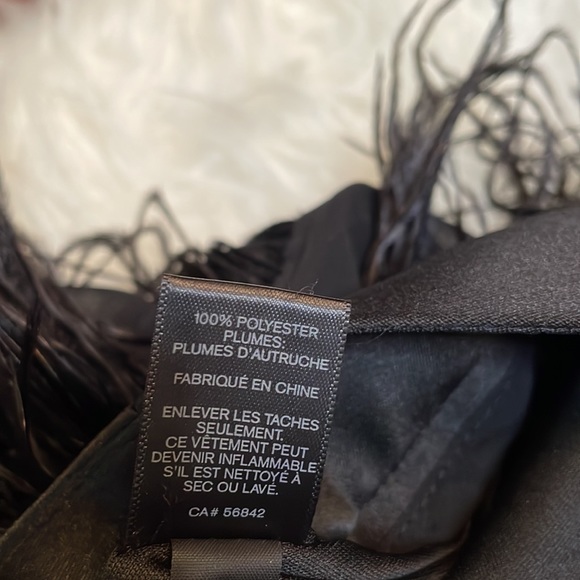 100% POLYESTER
PLUMES:
PLUMES D'AUTRUCHE
FABRIQUÉ EN CHINE
ENLEVER LES TACHES
SEULEMENT.
CE VÊTEMENT PEUT
DEVENIR INFLAMMABLE
S'IL EST NETTOYÉ À
SEC OU LAVÉ.
CA# 56842